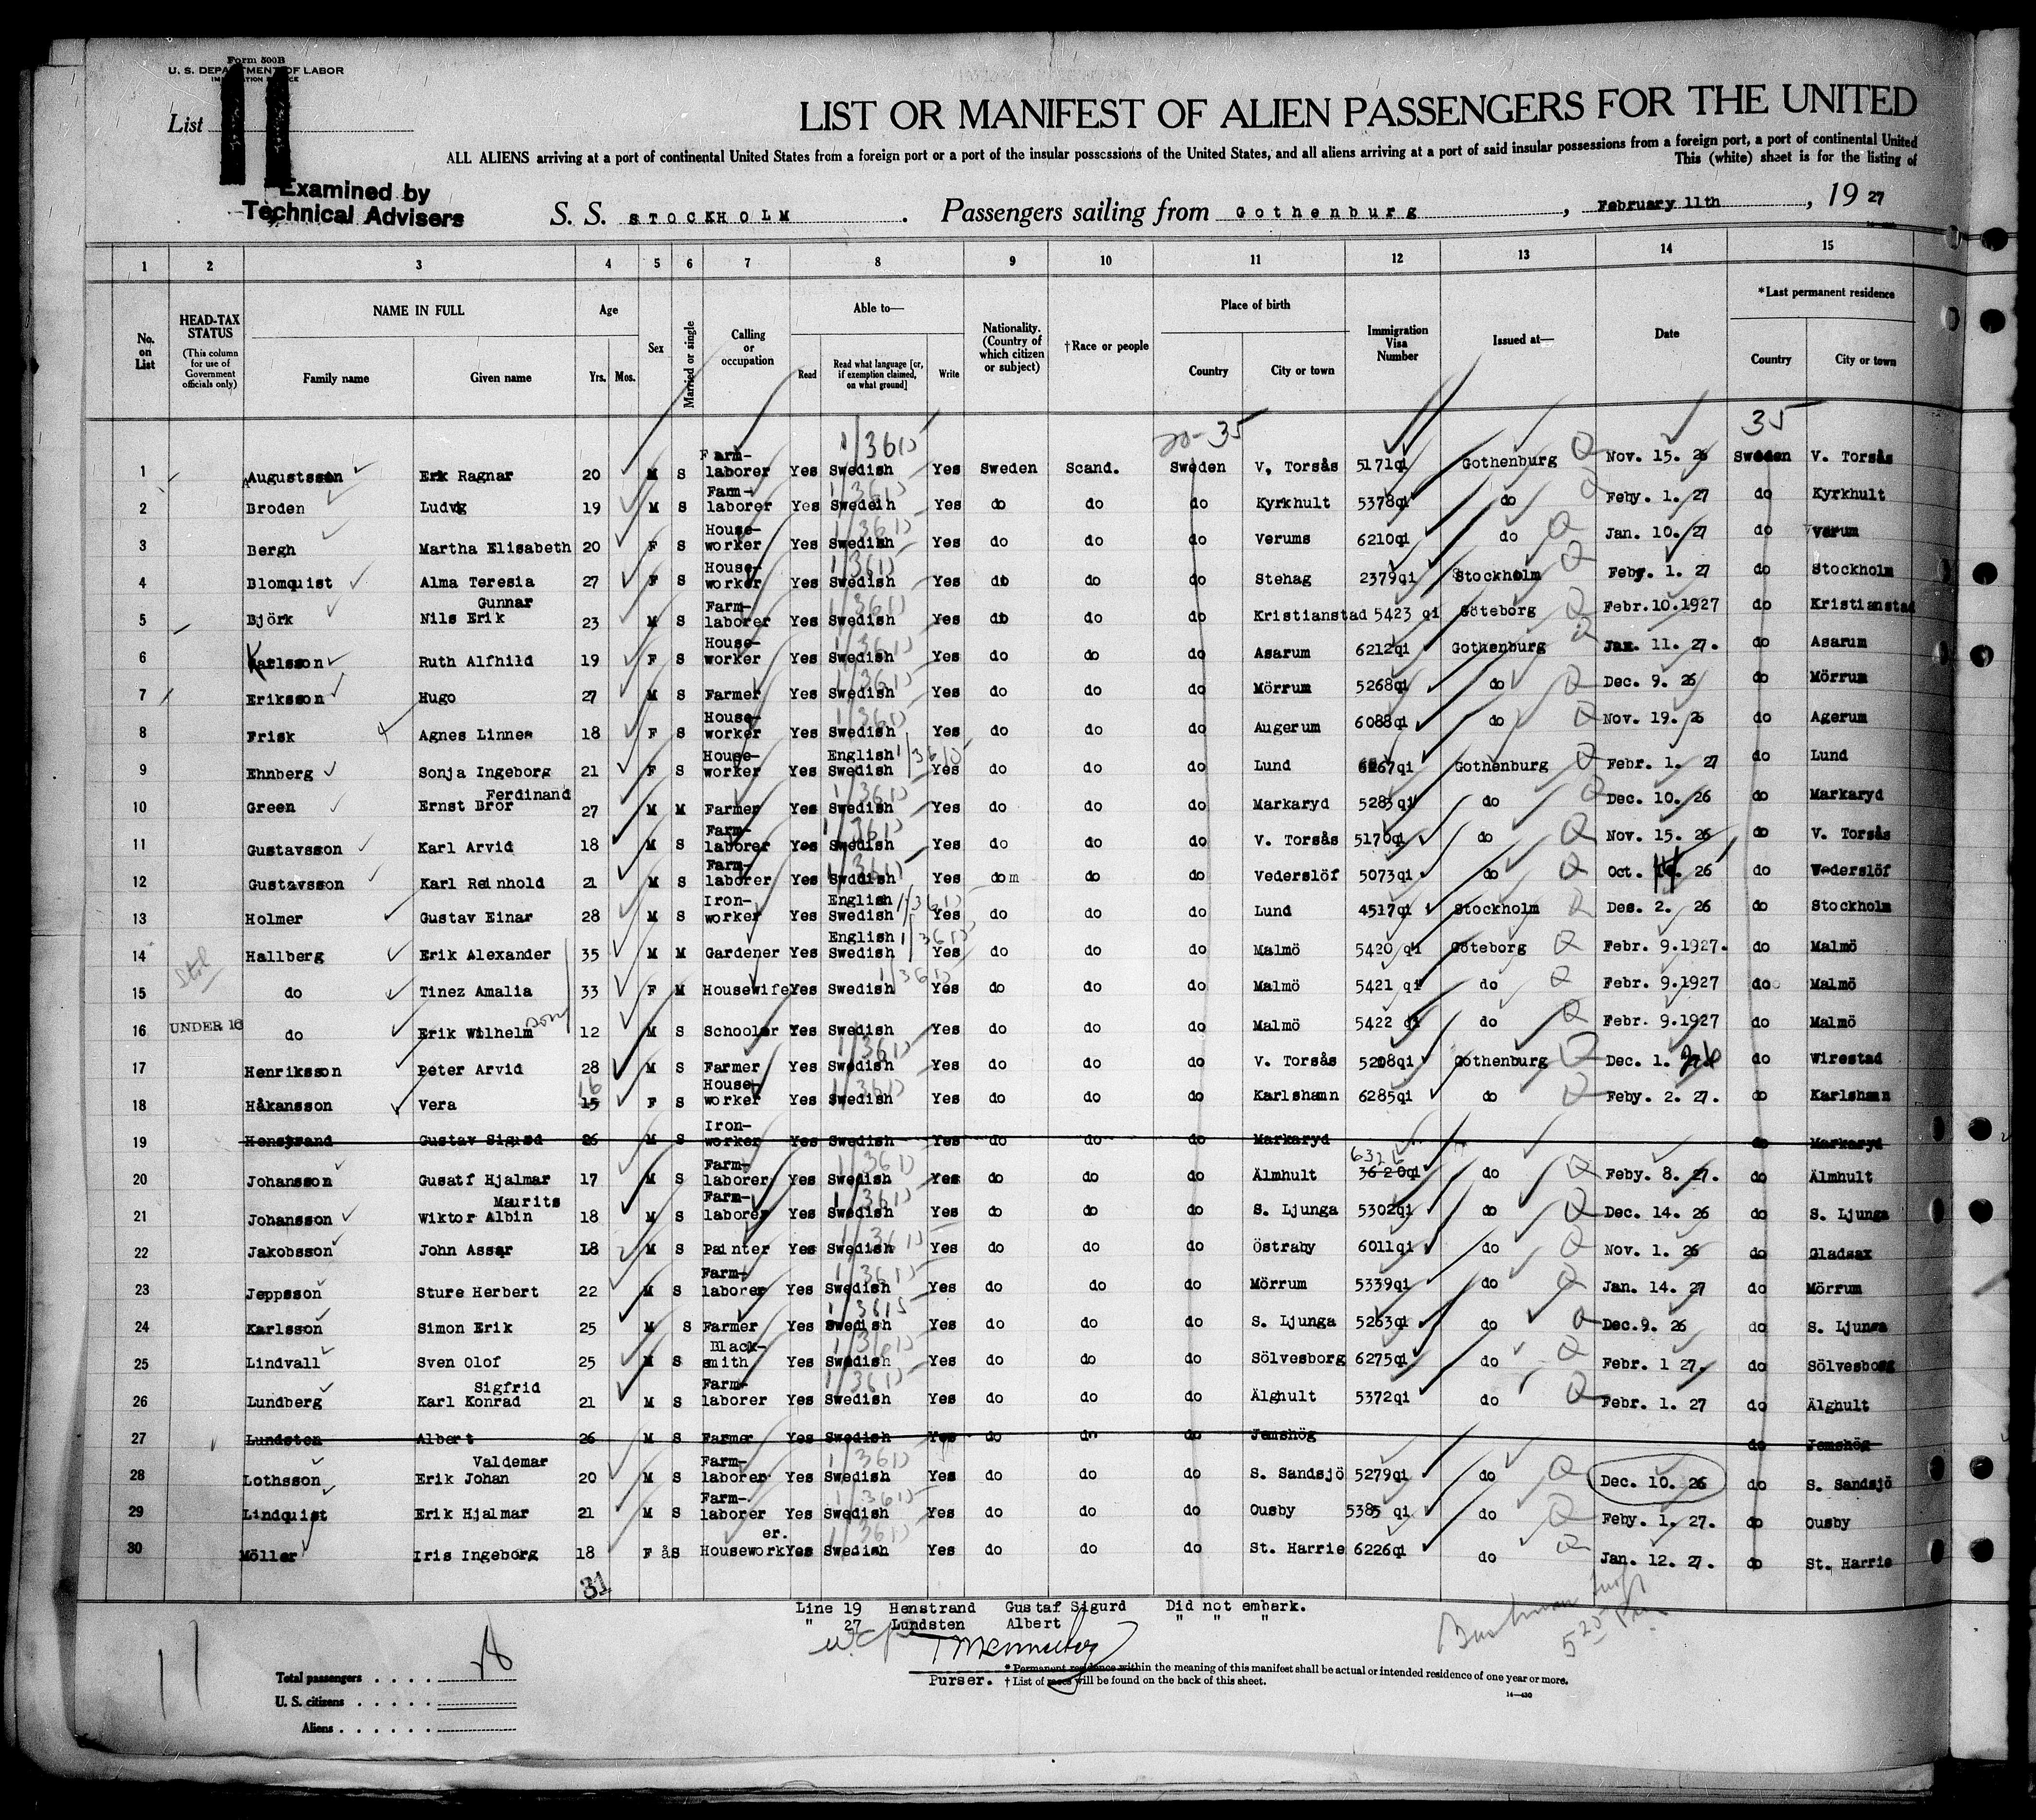 Form 500B
U. S. DEPARTMENT OF LABOR
IMMIGRATION SERVICE
List 11
Examined by
Technical Advisers
LIST OR MANIFEST OF ALIEN PASSENGERS FOR THE UNITED
ALL ALIENS arriving at a port of continental United States from a foreign port or a port of the insular possessions of the United States, and all aliens arriving at a port of said insular possessions from a foreign port, a port of continental United
This (white) sheet is for the listing of
S. S. STOCKHOLM . Passengers sailing from Gothenburg , February 11th , 19 27
1 2 3 4 5 6 7 8 9 10 11 12 13 14 15
No. on List HEAD-TAX STATUS (This column for use of Government officials only) NAME IN FULL Family name Given name Age Yrs. Mos. Sex Married or single Calling or occupation Able to— Read Read what language [or, if exemption claimed, on what ground] Write Nationality. (Country of which citizen or subject) †Race or people Place of birth Country City or town Immigration Visa Number Issued at— Date *Last permanent residence Country City or town
20-35 35
1 Augustsson Erk Ragnar 20 M S Farm-laborer Yes Swedish Yes Sweden Scand. Sweden V. Torsås 5171qi Gothenburg Nov. 15. 26 Sweden V. Torsås
2 Broden Ludvg 19 M S Farm-laborer Yes Swedeih Yes do do do Kyrkhult 5378qi do Feby. 1. 27 do Kyrkhult
3 Bergh Martha Elisabeth 20 F S House-worker Yes Swedish Yes do do do Verums 6210qi do Jan. 10. 27 do Verum
4 Blomquist Alma Teresia 27 F S House-worker Yes Swedish Yes do do do Stehag 2379qi Stockholm Feby. 1. 27 do Stockholm
5 Björk Nils Erik Gunnar 23 M S Farm-laborer Yes Swedish Yes do do do Kristianstad 5423 qi Göteborg Febr.10.1927 do Kristianstad
6 Karlsson Ruth Alfhild 19 F S House-worker Yes Swedish Yes do do do Asarum 6212qi Gothenburg Jan. 11. 27. do Asarum
7 Eriksson Hugo 27 M S Farmer Yes Swedish Yes do do do Mörrum 5268qi do Dec. 9. 26 do Mörrum
8 Frisk Agnes Linnea 18 F S House-worker Yes Swedish Yes do do do Augerum 6088qi do Nov. 19. 26 do Agerum
9 Ehnberg Sonja Ingeborg 21 F S House-worker Yes English Swedish Yes do do do Lund 6267qi Gothenburg Febr. 1. 27 do Lund
10 Green Ernst Bror Ferdinand 27 M M Farmer Yes Swedish Yes do do do Markaryd 5283qi do Dec. 10. 26 do Markaryd
11 Gustavsson Karl Arvid 18 M S Farm-laborer Yes Swedish Yes do do do V. Torsås 5170qi do Nov. 15. 26 do V. Torsås
12 Gustavsson Karl Reinhold 21 M S Farm-laborer Yes Swddish Yes do do do Vederslöf 5073qi do Oct. 14. 26 do Wederslöf
13 Holmer Gustav Einar 28 M S Iron-worker Yes English Swedish Yes do do do Lund 4517qi Stockholm Des. 2. 26 do Stockholm
14 Hallberg Erik Alexander 35 M M Gardener Yes English Swedish Yes do do do Malmö 5420 qi Göteborg Febr. 9.1927. do Malmö
15 do Tinez Amalia 33 F M Housewife Yes Swedish Yes do do do Malmö 5421 qi do Febr. 9.1927 do Malmö
16 UNDER 16 do Erik Wilhelm son 12 M S Schooler Yes Swedish Yes do do do Malmö 5422 qi do Febr. 9.1927 do Malmö
17 Henriksson Peter Arvid 28 M S Farmer Yes Swedish Yes do do do V. Torsås 5208qi Gothenburg Dec. 1. 26 do Wirestad
18 Håkansson Vera 15 16 F S House-worker Yes Swedish Yes do do do Karlshamn 6285qi do Feby. 2. 27. do Karlshamn
19 Henstrand Gustav Sigurd 26 M S Iron-worker Yes Swedish Yes do do do Markaryd do Markaryd
20 Johansson Gusatf Hjalmar 17 M S Farm-laborer Yes Swedish Yes do do do Älmhult 6326 3620qi do Feby. 8. 27. do Älmhult
21 Johansson Wiktor Albin Maurits 18 M S Farm-laborer Yes Swedish Yes do do do S. Ljunga 5302qi do Dec. 14. 26 do S. Ljunga
22 Jakobsson John Assar 18 M S Painter Yes Swedish Yes do do do Östraby 6011qi do Nov. 1. 26 do Gladsax
23 Jeppsson Sture Herbert 22 M S Farm-laborer Yes Swedish Yes do do do Mörrum 5339qi do Jan. 14. 27 do Mörrum
24 Karlsson Simon Erik 25 M S Farmer Yes Swedish Yes do do do S. Ljunga 5263qi do Dec.9. 26 do S. Ljunga
25 Lindvall Sven Olof 25 M S Black-smith Yes Swedish Yes do do do Sölvesborg 6275qi do Febr. 1 27. do Sölvesborg
26 Lundberg Karl Konrad Sigfrid 21 M S Farm-laborer Yes Swedish Yes do do do Älghult 5372qi do Febr. 1. 27 do Älghult
27 Lundsten Albert 26 M S Farmer Yes Swedish Yes do do do Jemshög do Jemshög
28 Lothsson Erik Johan Valdemar 20 M S Farm-laborer Yes Swedish Yes do do do S. Sandsjö 5279qi do Dec. 10. 26 do S. Sandsjö
29 Lindquist Erik Hjalmar 21 M S Farm-laborer Yes Swedish Yes do do do Ousby 5385 qi do Feby. 1. 27. do Ousby
30 Möller Iris Ingeborg 18 F S Houseworker. Yes Swedish Yes do do do St. Harrie 6226qi do Jan. 12. 27. do St. Harrie
31
Line 19 Henstrand Gustaf Sigurd Did not embark.
" 27 Lundsten Albert " " "
11
Total passengers . . . .
U. S. citizens . . . . .
Aliens . . . . . .
Purser.
* Permanent residence within the meaning of this manifest shall be actual or intended residence of one year or more.
† List of races will be found on the back of this sheet.
14—430